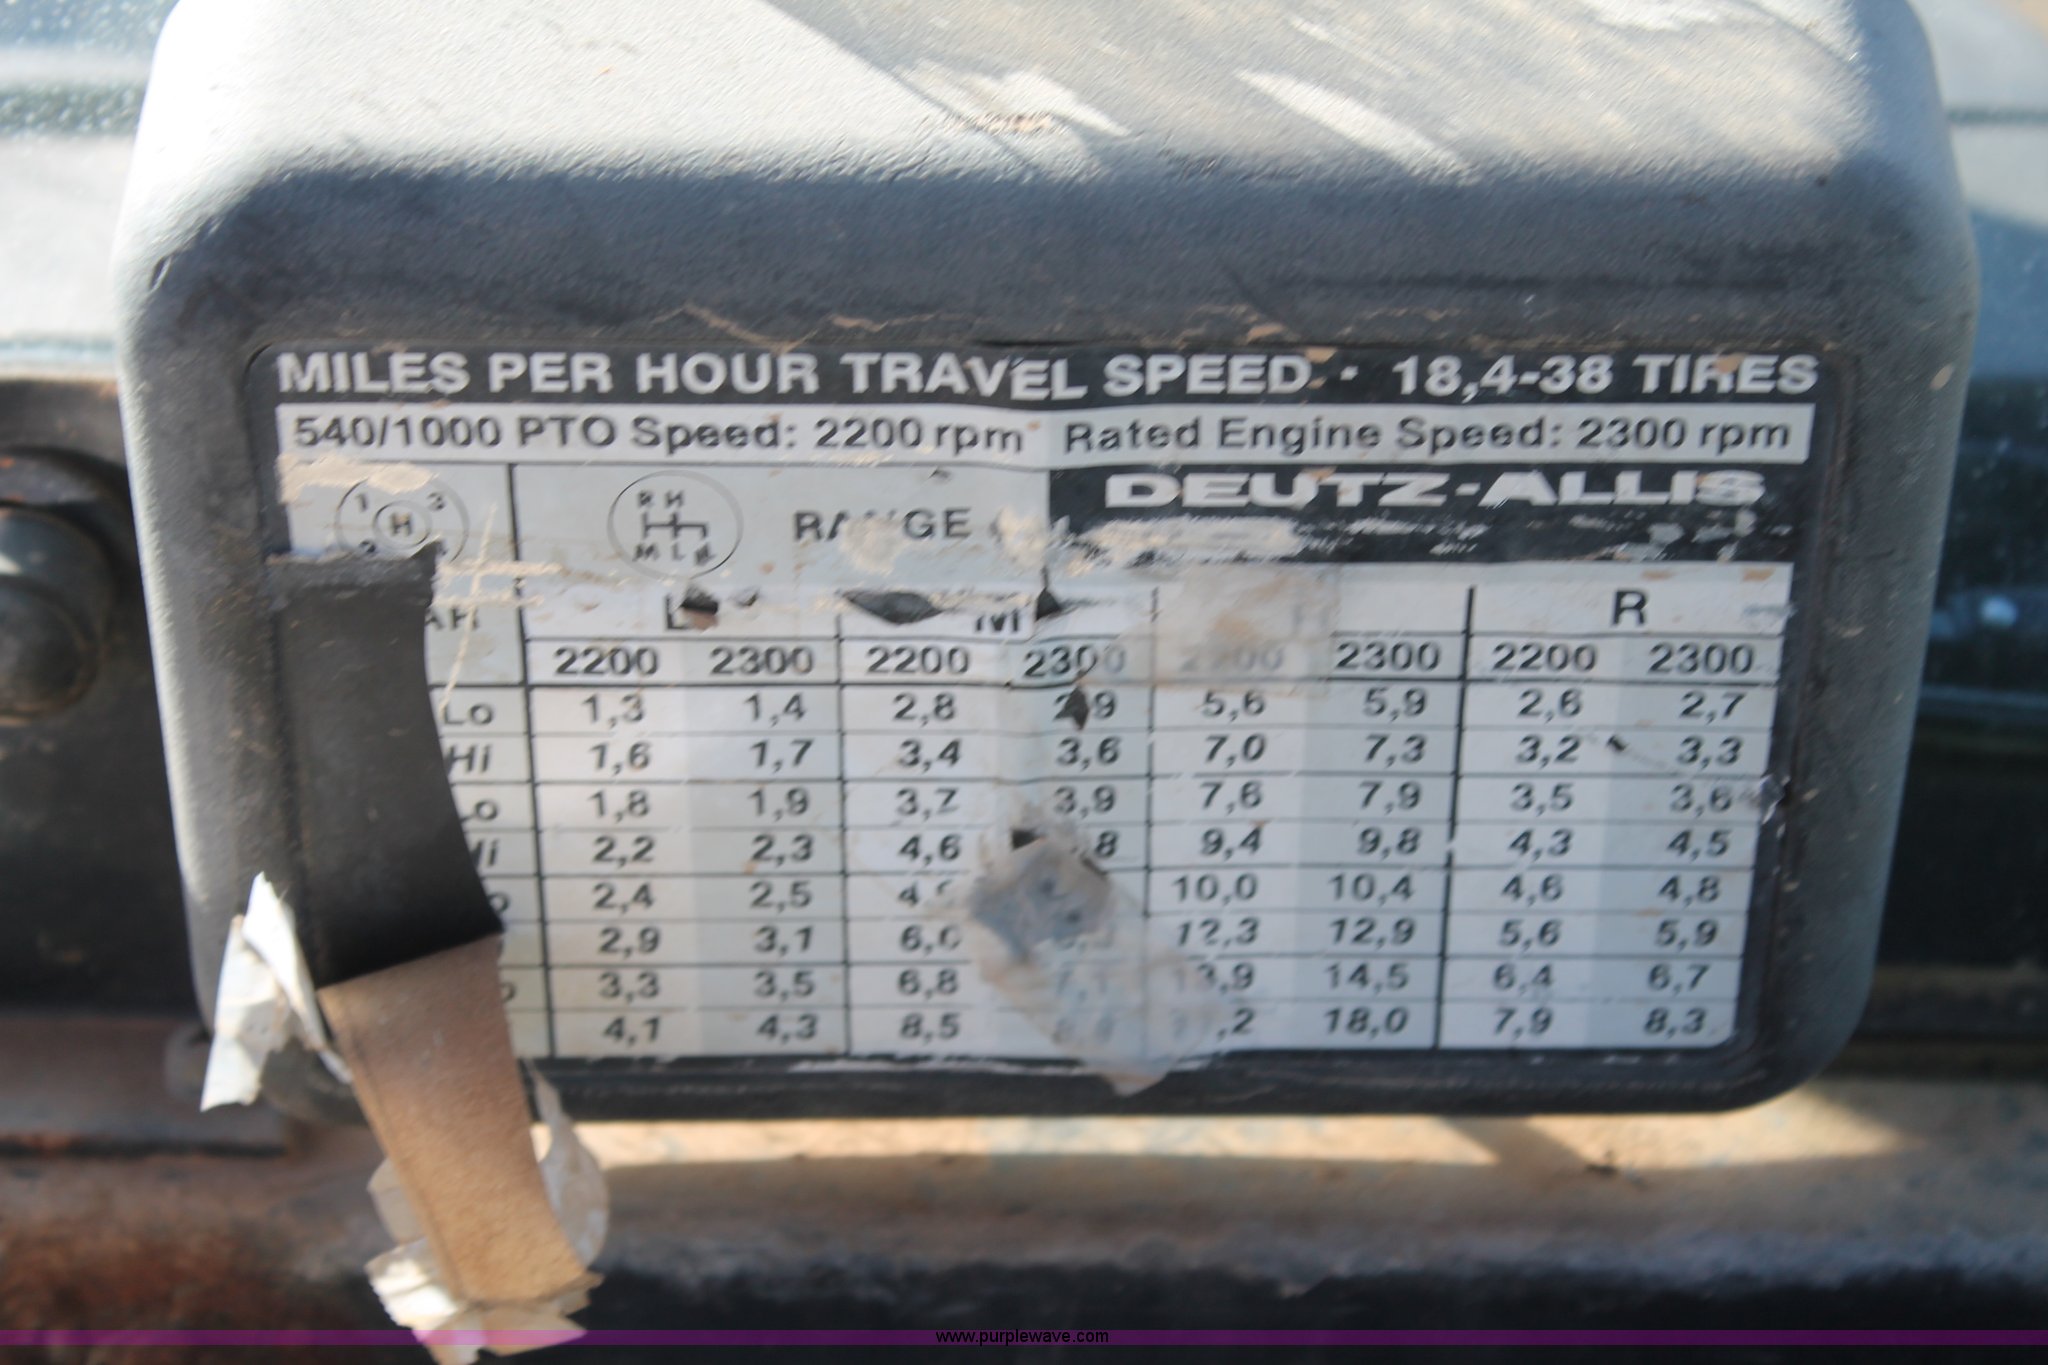 MILES PER HOUR TRAVEL SPEED · 18,4-38 TIRES
540/1000 PTO Speed: 2200 rpm Rated Engine Speed: 2300 rpm
DEUTZ-ALLIS
1 3
H
R H
M L
RANGE
L M R
2200 2300 2200 2300 2200 2300 2200 2300
Lo 1,3 1,4 2,8 5,6 5,9 2,6 2,7
Hi 1,6 1,7 3,4 3,6 7,0 7,3 3,2 3,3
Lo 1,8 1,9 3,7 3,9 7,6 7,9 3,5 3,6
Hi 2,2 2,3 4,6 9,4 9,8 4,3 4,5
2,4 2,5 10,0 10,4 4,6 4,8
2,9 3,1 12,3 12,9 5,6 5,9
3,3 3,5 6,8 14,5 6,4 6,7
4,1 4,3 8,5 18,0 7,9 8,3
www.purplewave.com